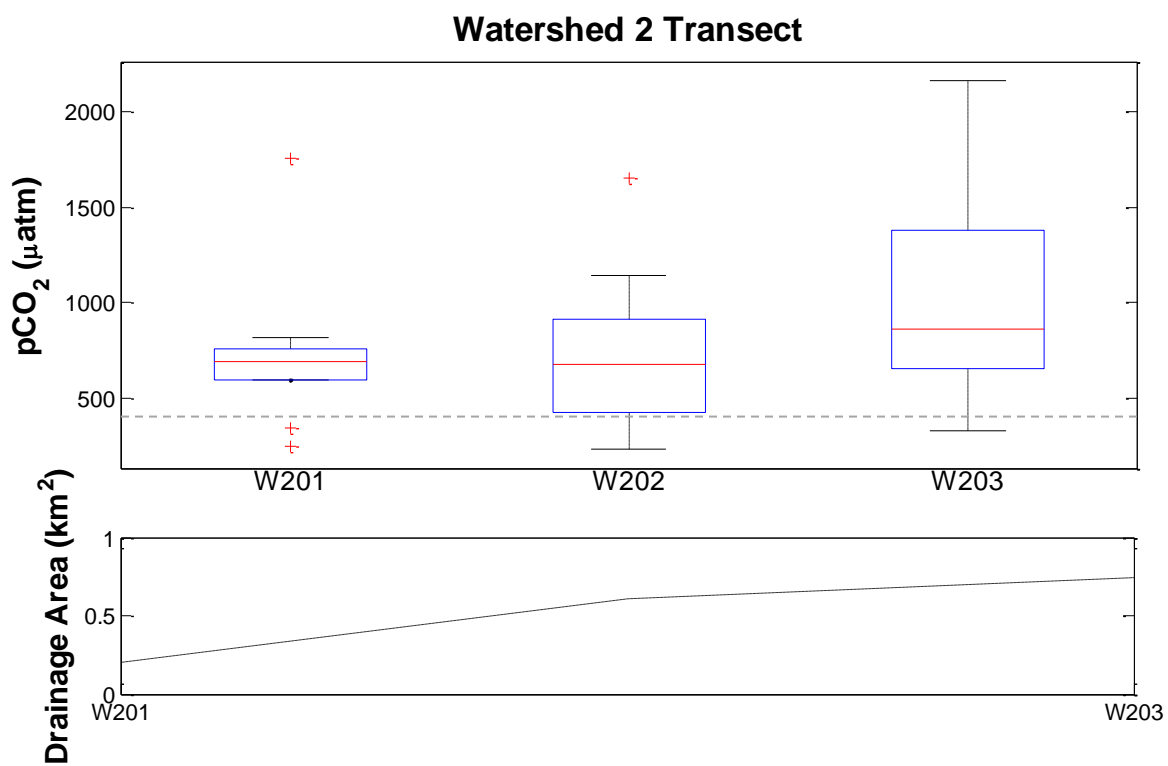 Watershed 2 Transect
pCO₂ (μatm)
2000
1500
1000
500
W201 W202 W203
Drainage Area (km²)
1
0.5
0
W201 W203